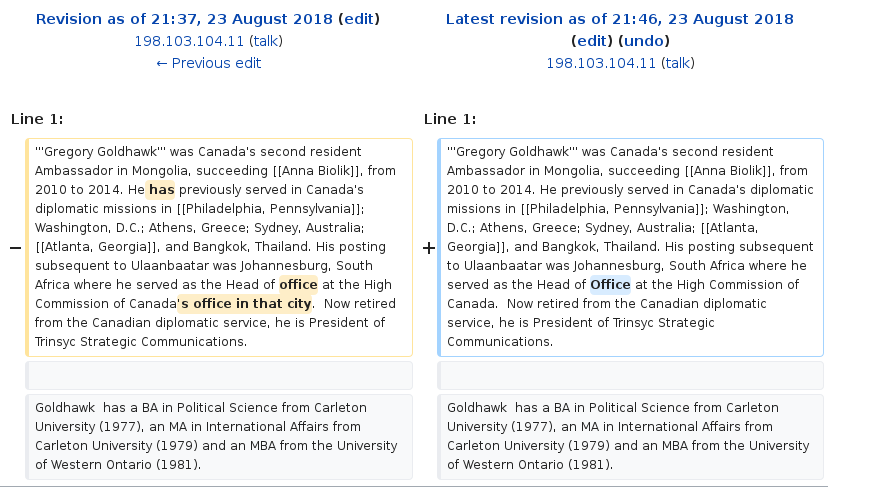 Revision as of 21:37, 23 August 2018 (edit)
198.103.104.11 (talk)
← Previous edit
Latest revision as of 21:46, 23 August 2018
(edit) (undo)
198.103.104.11 (talk)
Line 1:
Line 1:
−
'''Gregory Goldhawk''' was Canada's second resident
Ambassador in Mongolia, succeeding [[Anna Biolik]], from
2010 to 2014. He has previously served in Canada's
diplomatic missions in [[Philadelphia, Pennsylvania]];
Washington, D.C.; Athens, Greece; Sydney, Australia;
[[Atlanta, Georgia]], and Bangkok, Thailand. His posting
subsequent to Ulaanbaatar was Johannesburg, South
Africa where he served as the Head of office at the High
Commission of Canada's office in that city.  Now retired
from the Canadian diplomatic service, he is President of
Trinsyc Strategic Communications.
+
'''Gregory Goldhawk''' was Canada's second resident
Ambassador in Mongolia, succeeding [[Anna Biolik]], from
2010 to 2014. He previously served in Canada's diplomatic
missions in [[Philadelphia, Pennsylvania]]; Washington,
D.C.; Athens, Greece; Sydney, Australia; [[Atlanta,
Georgia]], and Bangkok, Thailand. His posting subsequent
to Ulaanbaatar was Johannesburg, South Africa where he
served as the Head of Office at the High Commission of
Canada.  Now retired from the Canadian diplomatic
service, he is President of Trinsyc Strategic
Communications.
Goldhawk  has a BA in Political Science from Carleton
University (1977), an MA in International Affairs from
Carleton University (1979) and an MBA from the University
of Western Ontario (1981).
Goldhawk  has a BA in Political Science from Carleton
University (1977), an MA in International Affairs from
Carleton University (1979) and an MBA from the University
of Western Ontario (1981).